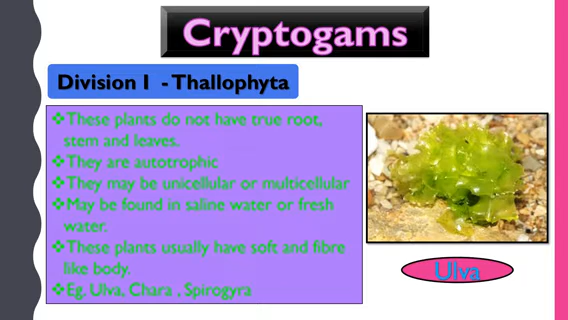 Cryptogams
Division I - Thallophyta
❖These plants do not have true root,
stem and leaves.
❖They are autotrophic
❖They may be unicellular or multicellular
❖May be found in saline water or fresh
water.
❖These plants usually have soft and fibre
like body.
❖Eg. Ulva, Chara , Spirogyra
Ulva